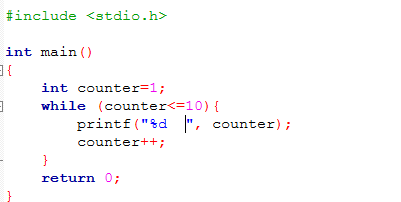 #include <stdio.h>
int main()
{
    int counter=1;
    while (counter<=10){
        printf("%d  ", counter);
        counter++;
    }
    return 0;
}